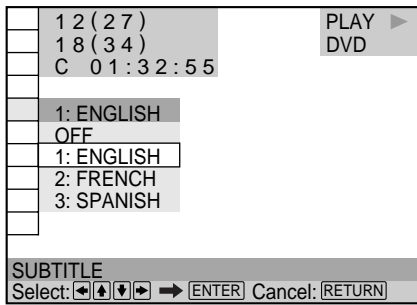 12(27)
18(34)
C 01:32:55
PLAY ▶
DVD
1: ENGLISH
OFF
1: ENGLISH
2: FRENCH
3: SPANISH
SUBTITLE
Select: ←↑↓→ ➡ ENTER Cancel: RETURN